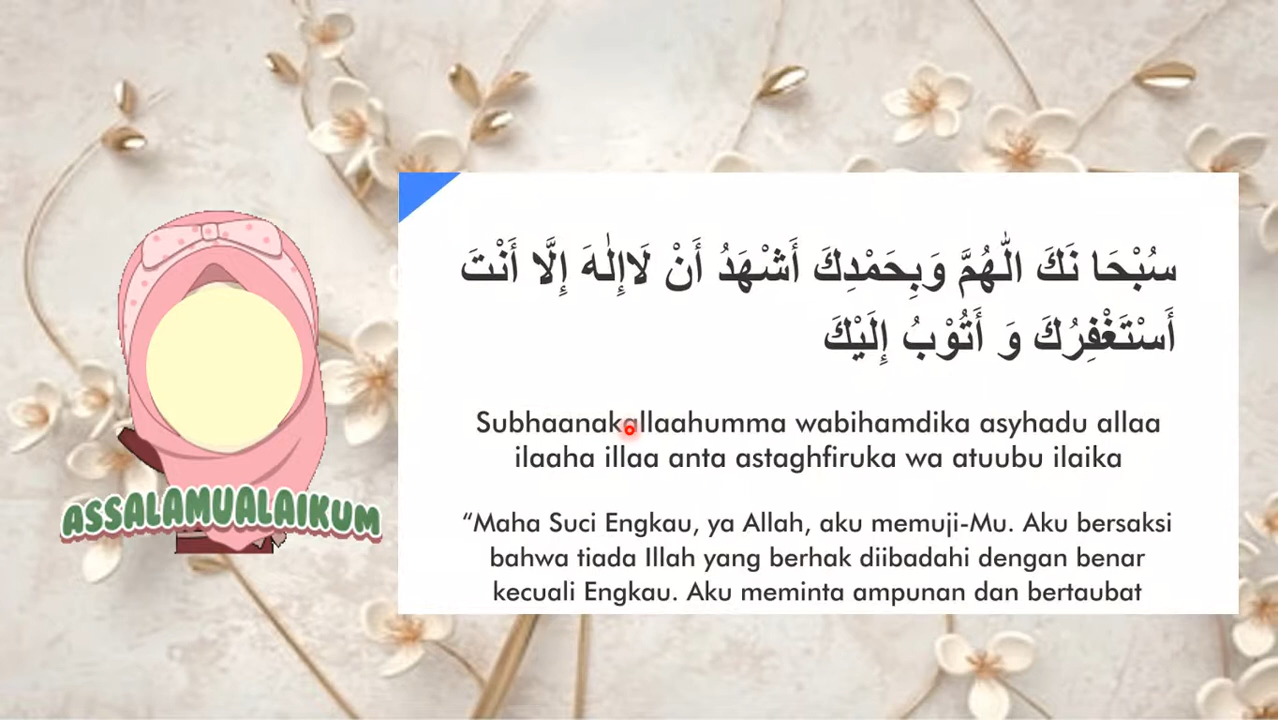 سُبْحَا نَكَ اللّٰهُمَّ وَبِحَمْدِكَ أَشْهَدُ أَنْ لَاإِلٰهَ إِلَّا أَنْتَ
أَسْتَغْفِرُكَ وَ أَتُوْبُ إِلَيْكَ
Subhaanakallaahumma wabihamdika asyhadu allaa
ilaaha illaa anta astaghfiruka wa atuubu ilaika
“Maha Suci Engkau, ya Allah, aku memuji-Mu. Aku bersaksi
bahwa tiada Illah yang berhak diibadahi dengan benar
kecuali Engkau. Aku meminta ampunan dan bertaubat
ASSALAMUALAIKUM